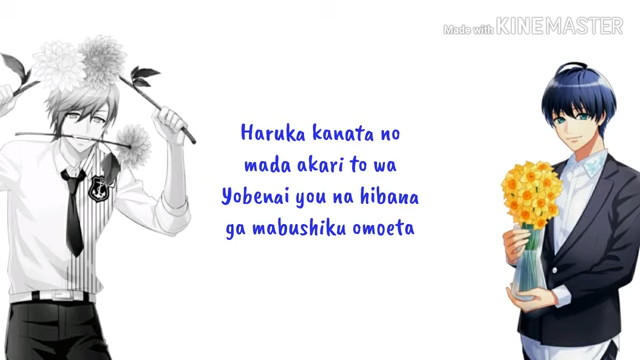 Made with KINEMASTER
Haruka kanata no
mada akari to wa
Yobenai you na hibana
ga mabushiku omoeta